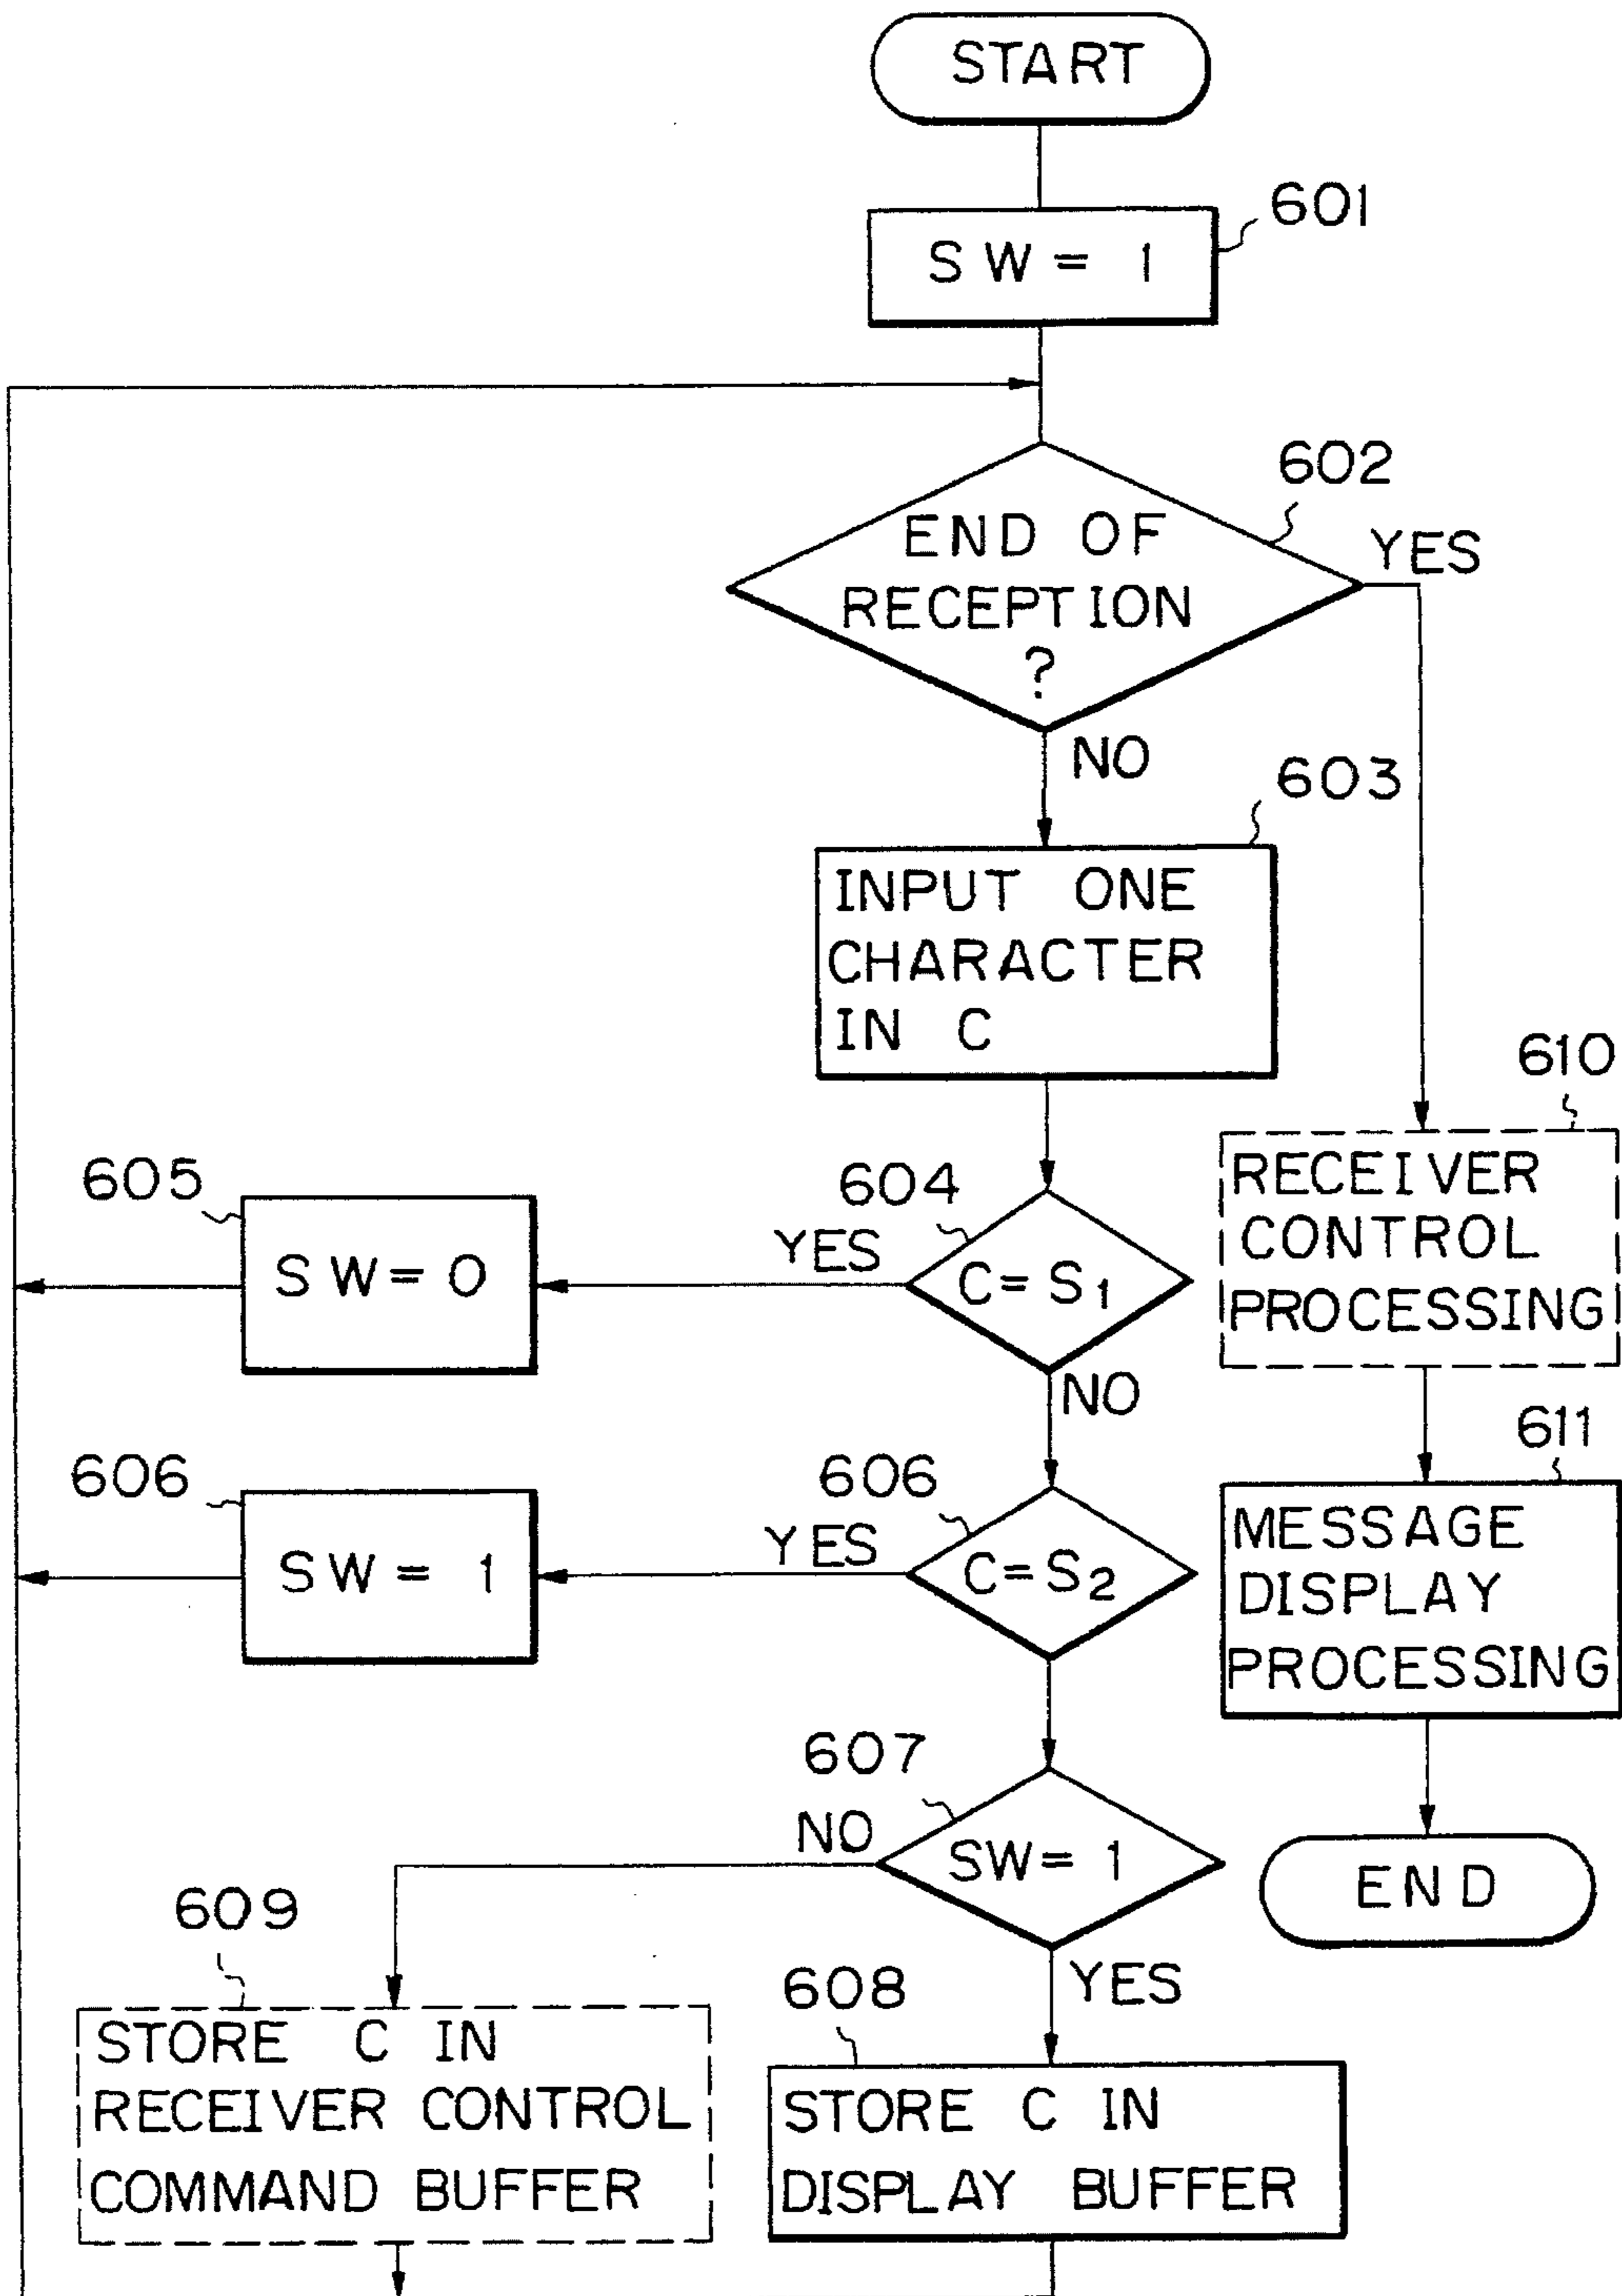 START
601
SW = 1
602
END OF
RECEPTION
?
YES
NO
603
INPUT ONE
CHARACTER
IN C
610
RECEIVER
CONTROL
PROCESSING
604
C=S1
YES
605
SW=0
NO
611
MESSAGE
DISPLAY
PROCESSING
606
C=S2
YES
606
SW = 1
607
SW=1
NO
END
609
STORE C IN
RECEIVER CONTROL
COMMAND BUFFER
YES
608
STORE C IN
DISPLAY BUFFER